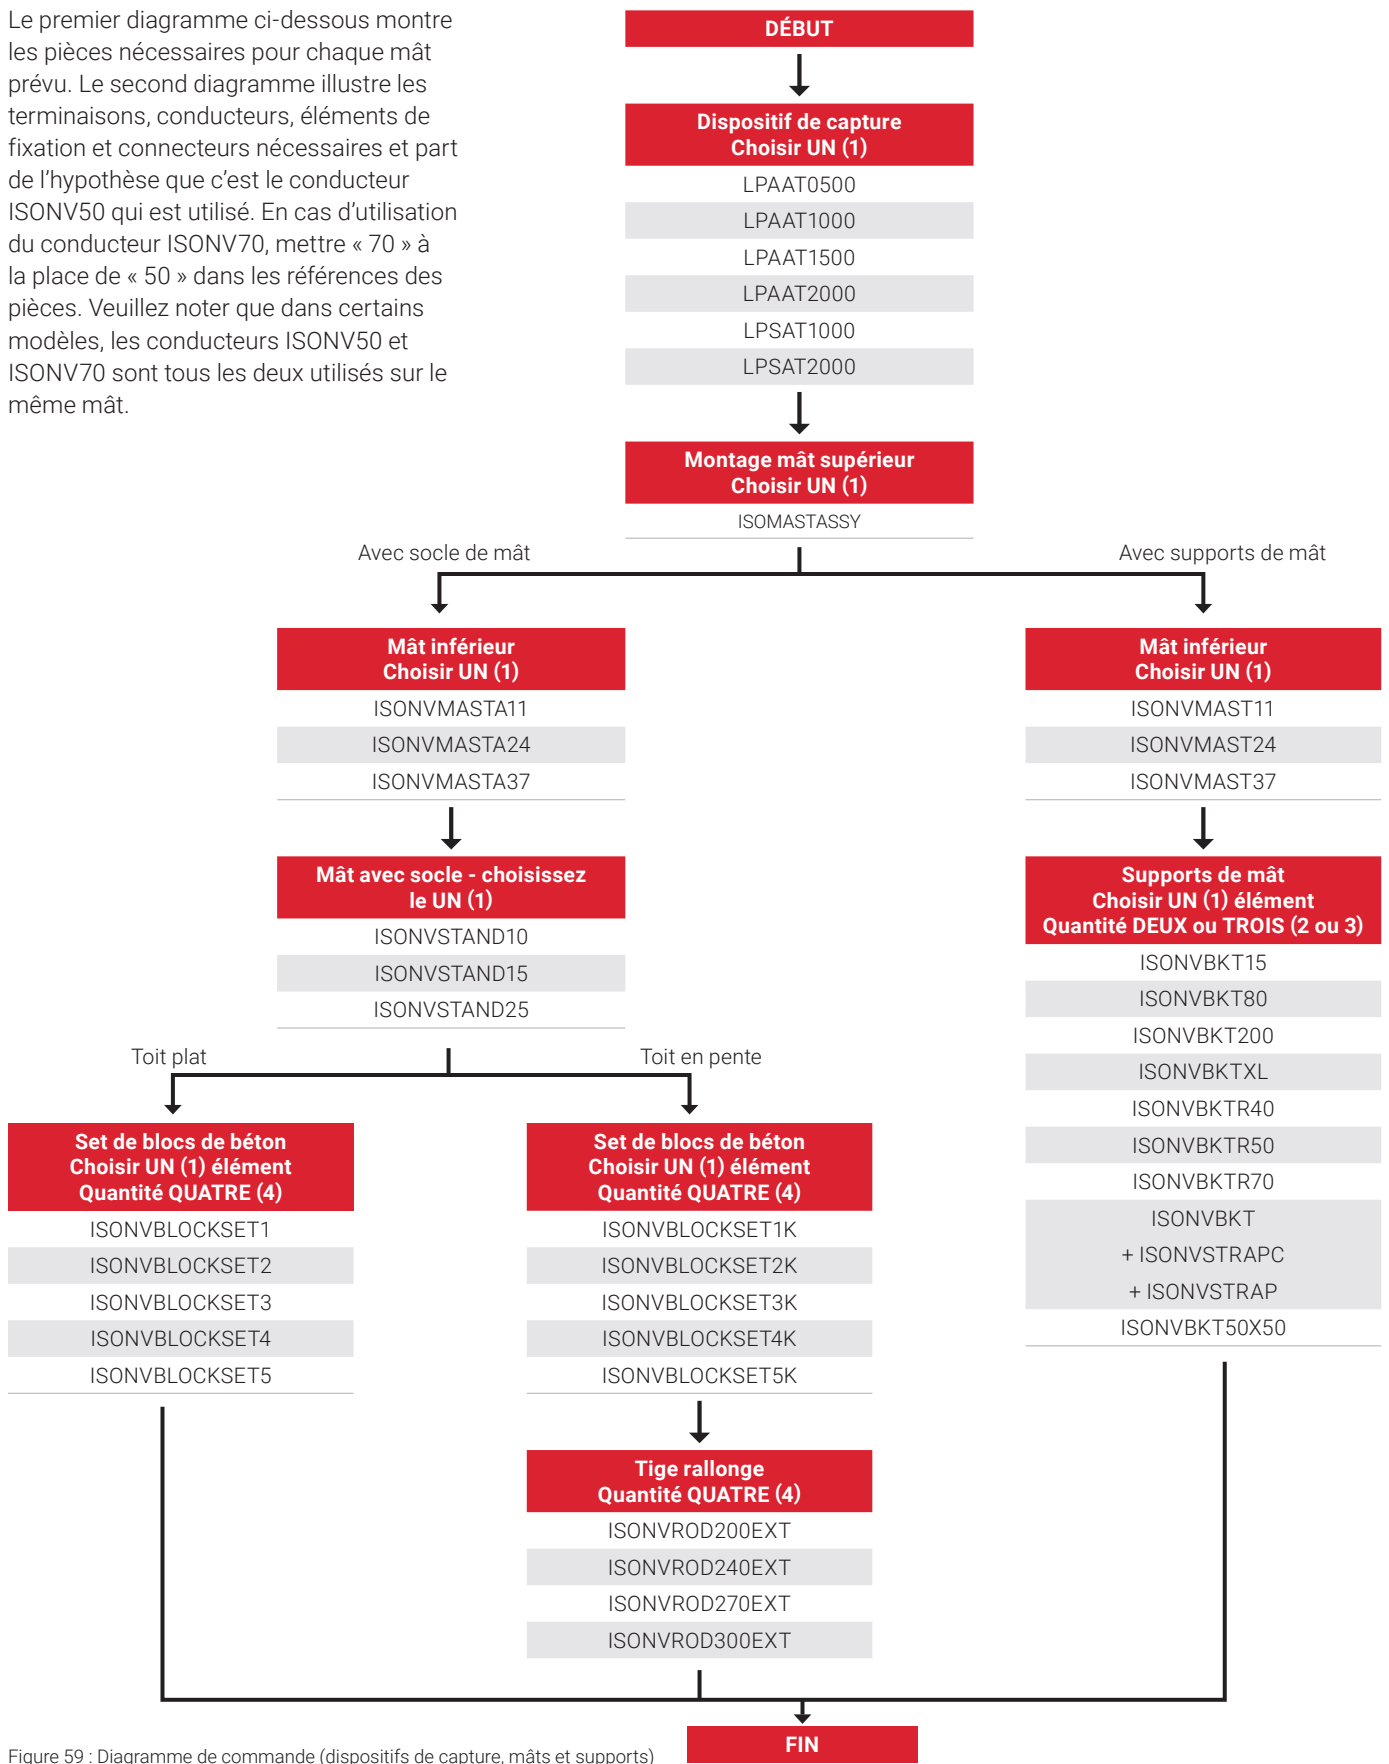 Le premier diagramme ci-dessous montre
les pièces nécessaires pour chaque mât
prévu. Le second diagramme illustre les
terminaisons, conducteurs, éléments de
fixation et connecteurs nécessaires et part
de l’hypothèse que c’est le conducteur
ISONV50 qui est utilisé. En cas d’utilisation
du conducteur ISONV70, mettre « 70 » à
la place de « 50 » dans les références des
pièces. Veuillez noter que dans certains
modèles, les conducteurs ISONV50 et
ISONV70 sont tous les deux utilisés sur le
même mât.
DÉBUT
Dispositif de capture
Choisir UN (1)
LPAAT0500
LPAAT1000
LPAAT1500
LPAAT2000
LPSAT1000
LPSAT2000
Montage mât supérieur
Choisir UN (1)
ISOMASTASSY
Avec socle de mât
Avec supports de mât
Mât inférieur
Choisir UN (1)
ISONVMASTA11
ISONVMASTA24
ISONVMASTA37
Mât inférieur
Choisir UN (1)
ISONVMAST11
ISONVMAST24
ISONVMAST37
Mât avec socle - choisissez
le UN (1)
ISONVSTAND10
ISONVSTAND15
ISONVSTAND25
Supports de mât
Choisir UN (1) élément
Quantité DEUX ou TROIS (2 ou 3)
ISONVBKT15
ISONVBKT80
ISONVBKT200
ISONVBKTXL
ISONVBKTR40
ISONVBKTR50
ISONVBKTR70
ISONVBKT
+ ISONVSTRAPC
+ ISONVSTRAP
ISONVBKT50X50
Toit plat
Toit en pente
Set de blocs de béton
Choisir UN (1) élément
Quantité QUATRE (4)
ISONVBLOCKSET1
ISONVBLOCKSET2
ISONVBLOCKSET3
ISONVBLOCKSET4
ISONVBLOCKSET5
Set de blocs de béton
Choisir UN (1) élément
Quantité QUATRE (4)
ISONVBLOCKSET1K
ISONVBLOCKSET2K
ISONVBLOCKSET3K
ISONVBLOCKSET4K
ISONVBLOCKSET5K
Tige rallonge
Quantité QUATRE (4)
ISONVROD200EXT
ISONVROD240EXT
ISONVROD270EXT
ISONVROD300EXT
FIN
Figure 59 : Diagramme de commande (dispositifs de capture, mâts et supports)